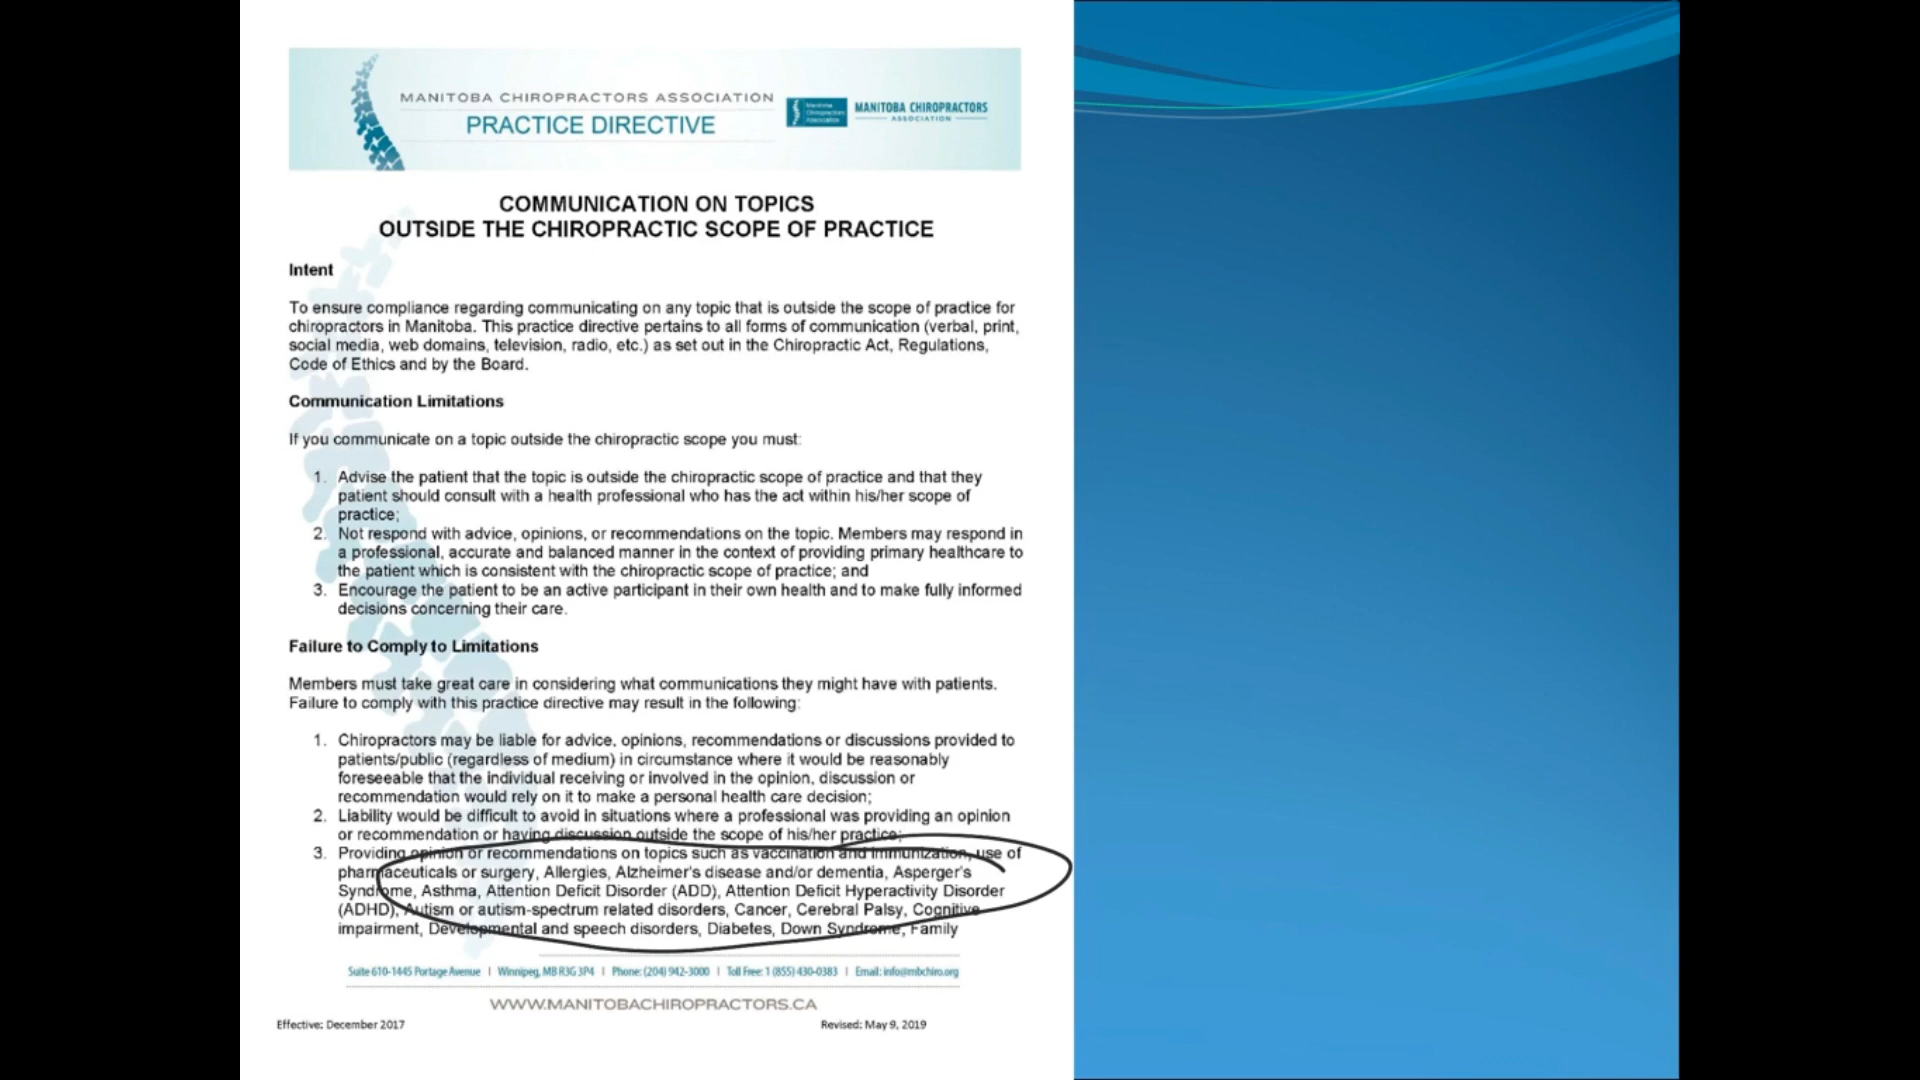 MANITOBA CHIROPRACTORS ASSOCIATION
PRACTICE DIRECTIVE
Manitoba
Chiropractors
Association
MANITOBA CHIROPRACTORS
ASSOCIATION
COMMUNICATION ON TOPICS
OUTSIDE THE CHIROPRACTIC SCOPE OF PRACTICE
Intent
To ensure compliance regarding communicating on any topic that is outside the scope of practice for
chiropractors in Manitoba. This practice directive pertains to all forms of communication (verbal, print,
social media, web domains, television, radio, etc.) as set out in the Chiropractic Act, Regulations,
Code of Ethics and by the Board.
Communication Limitations
If you communicate on a topic outside the chiropractic scope you must:
1. Advise the patient that the topic is outside the chiropractic scope of practice and that they
patient should consult with a health professional who has the act within his/her scope of
practice;
2. Not respond with advice, opinions, or recommendations on the topic. Members may respond in
a professional, accurate and balanced manner in the context of providing primary healthcare to
the patient which is consistent with the chiropractic scope of practice; and
3. Encourage the patient to be an active participant in their own health and to make fully informed
decisions concerning their care.
Failure to Comply to Limitations
Members must take great care in considering what communications they might have with patients.
Failure to comply with this practice directive may result in the following:
1. Chiropractors may be liable for advice, opinions, recommendations or discussions provided to
patients/public (regardless of medium) in circumstance where it would be reasonably
foreseeable that the individual receiving or involved in the opinion, discussion or
recommendation would rely on it to make a personal health care decision;
2. Liability would be difficult to avoid in situations where a professional was providing an opinion
or recommendation or having discussion outside the scope of his/her practice;
3. Providing opinion or recommendations on topics such as vaccination and immunization, use of
pharmaceuticals or surgery, Allergies, Alzheimer's disease and/or dementia, Asperger's
Syndrome, Asthma, Attention Deficit Disorder (ADD), Attention Deficit Hyperactivity Disorder
(ADHD), Autism or autism-spectrum related disorders, Cancer, Cerebral Palsy, Cognitive
impairment, Developmental and speech disorders, Diabetes, Down Syndrome, Family
Suite 610-1445 Portage Avenue | Winnipeg, MB R3G 3P4 | Phone: (204) 942-3000 | Toll Free: 1 (855) 430-0383 | Email: info@mbchiro.org
WWW.MANITOBACHIROPRACTORS.CA
Effective: December 2017
Revised: May 9, 2019